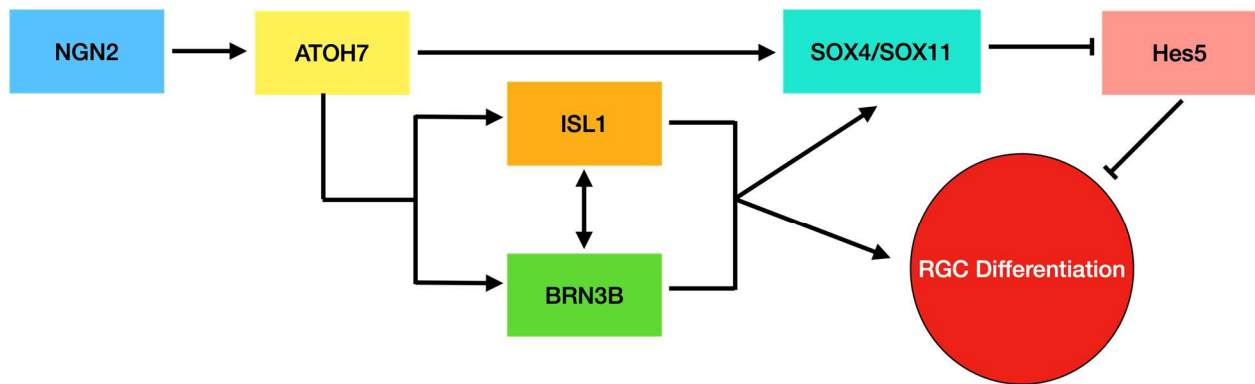 NGN2
ATOH7
SOX4/SOX11
Hes5
ISL1
BRN3B
RGC Differentiation